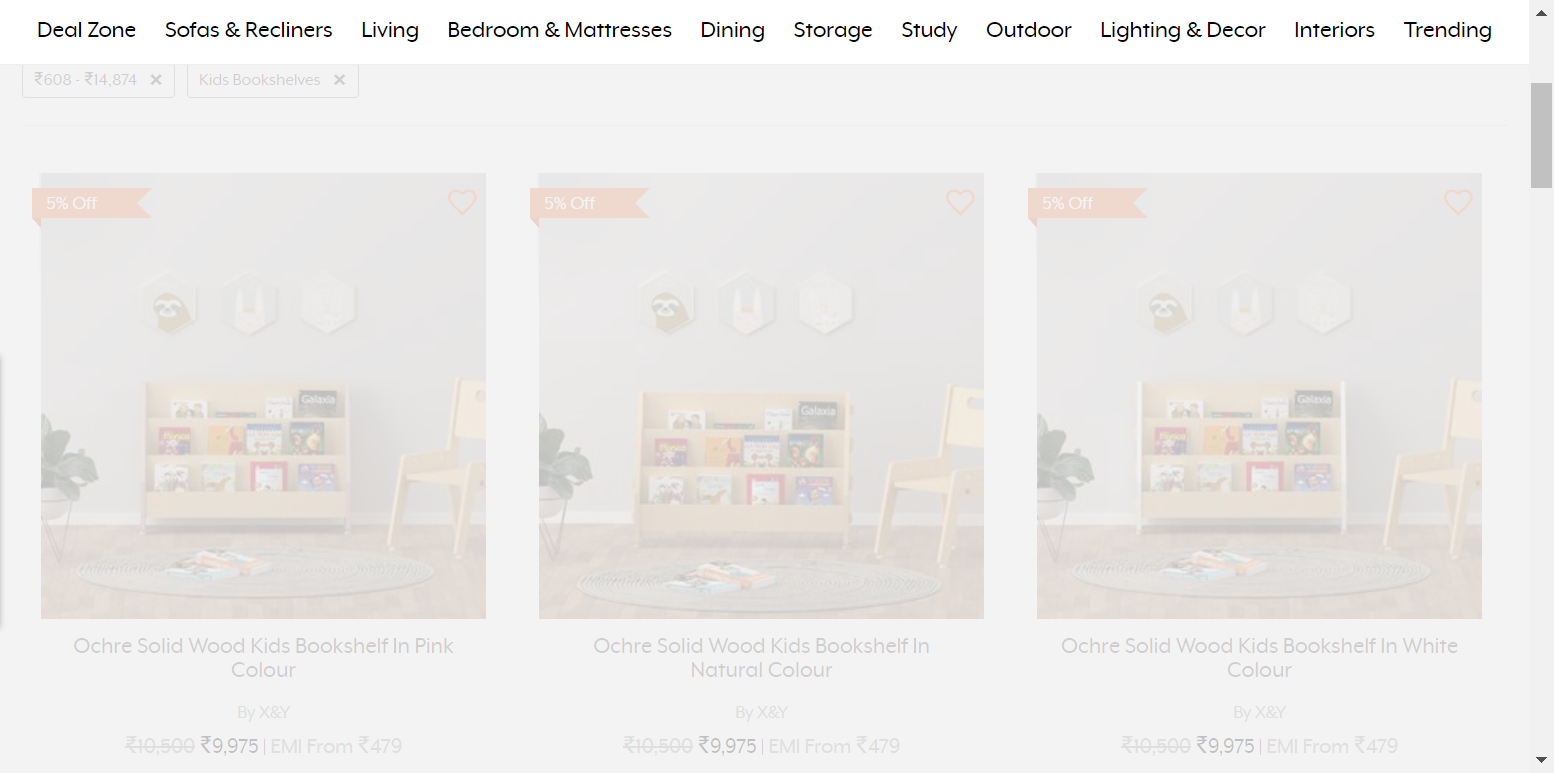 Deal Zone Sofas & Recliners Living Bedroom & Mattresses Dining Storage Study Outdoor Lighting & Decor Interiors Trending
₹608 - ₹14,874 × Kids Bookshelves ×
5% Off 5% Off 5% Off
Galaxia Galaxia Galaxia
Ochre Solid Wood Kids Bookshelf In Pink
Colour
By X&Y
₹10,500 ₹9,975 | EMI From ₹479
Ochre Solid Wood Kids Bookshelf In
Natural Colour
By X&Y
₹10,500 ₹9,975 | EMI From ₹479
Ochre Solid Wood Kids Bookshelf In White
Colour
By X&Y
₹10,500 ₹9,975 | EMI From ₹479